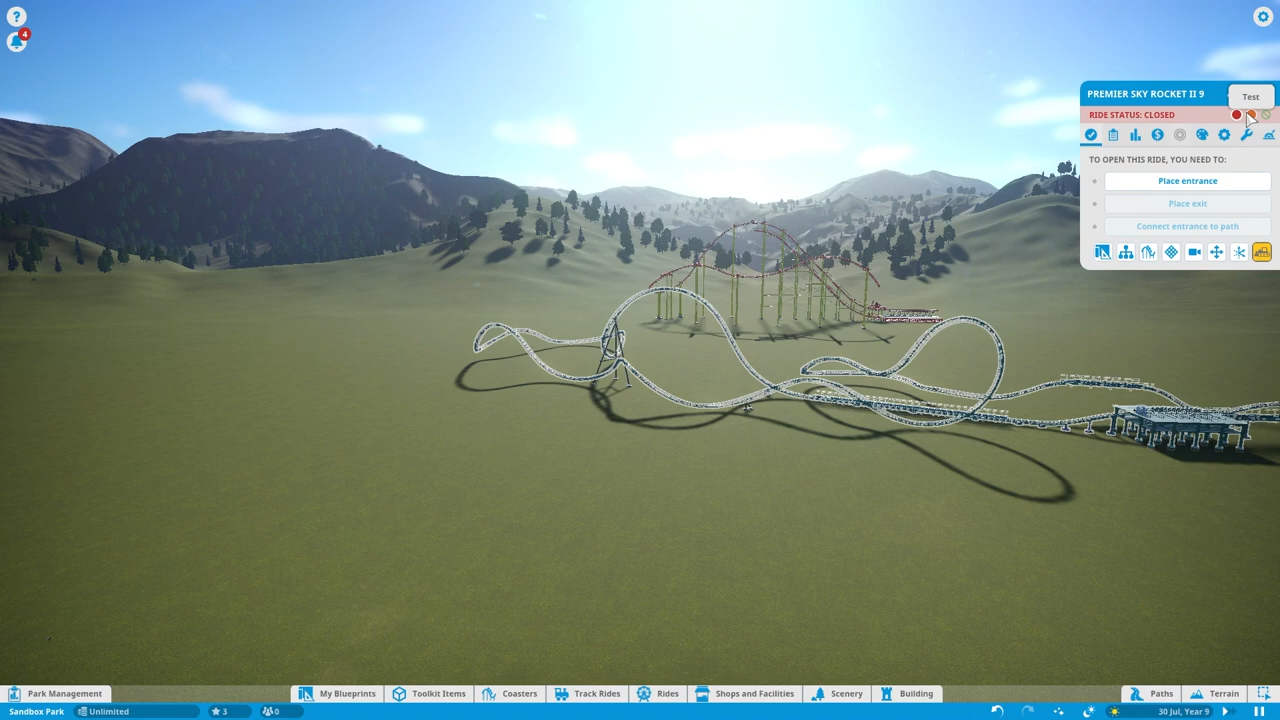 ?
4
PREMIER SKY ROCKET II 9
Test
RIDE STATUS: CLOSED
TO OPEN THIS RIDE, YOU NEED TO:
Place entrance
Place exit
Connect entrance to path
Park Management
My Blueprints
Toolkit Items
Coasters
Track Rides
Rides
Shops and Facilities
Scenery
Building
Paths
Terrain
Sandbox Park
Unlimited
3
0
30 Jul, Year 9